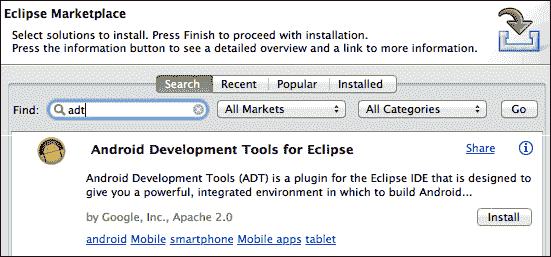 Eclipse Marketplace
Select solutions to install. Press Finish to proceed with installation.
Press the information button to see a detailed overview and a link to more information.
Search Recent Popular Installed
Find: adt All Markets All Categories Go
Android Development Tools for Eclipse Share i
Android Development Tools (ADT) is a plugin for the Eclipse IDE that is designed to
give you a powerful, integrated environment in which to build Android...
by Google, Inc., Apache 2.0 Install
android Mobile smartphone Mobile apps tablet